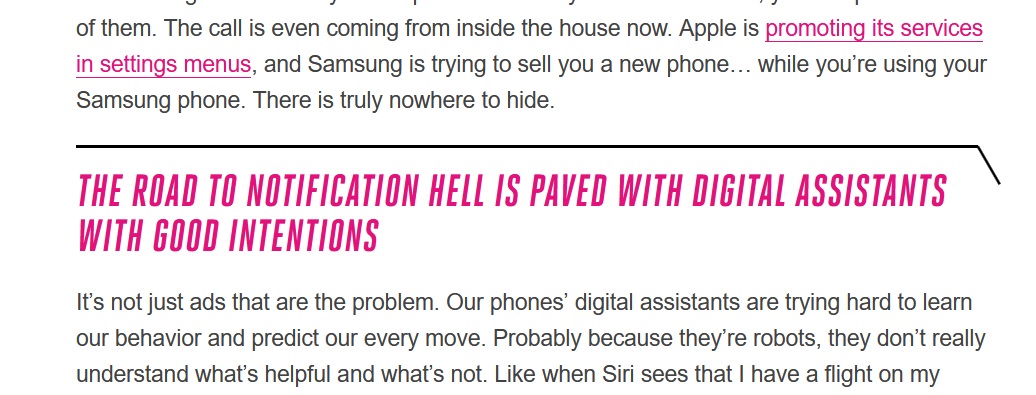 of them. The call is even coming from inside the house now. Apple is promoting its services
in settings menus, and Samsung is trying to sell you a new phone… while you’re using your
Samsung phone. There is truly nowhere to hide.
THE ROAD TO NOTIFICATION HELL IS PAVED WITH DIGITAL ASSISTANTS
WITH GOOD INTENTIONS
It’s not just ads that are the problem. Our phones’ digital assistants are trying hard to learn
our behavior and predict our every move. Probably because they’re robots, they don’t really
understand what’s helpful and what’s not. Like when Siri sees that I have a flight on my